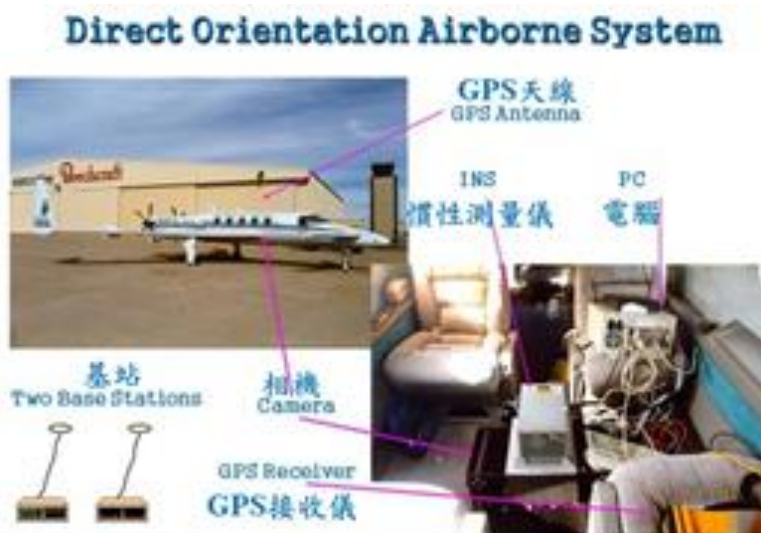 Direct Orientation Airborne System
GPS天線
GPS Antenna
Beechcraft
INS
慣性測量儀
PC
電腦
基站
Two Base Stations
相機
Camera
GPS Receiver
GPS接收儀